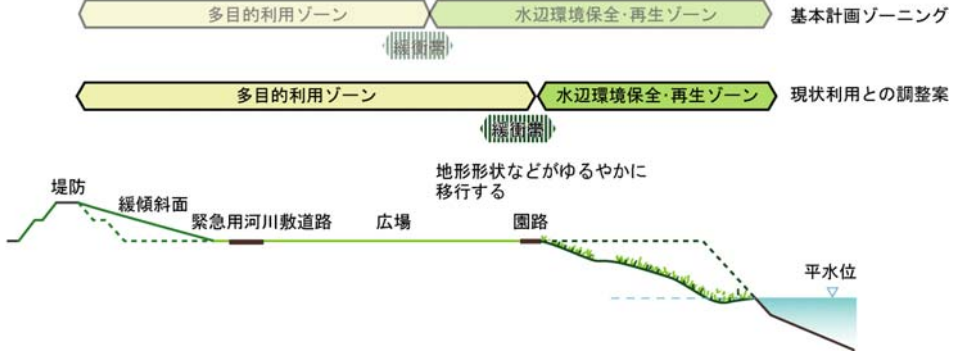 多目的利用ゾーン
水辺環境保全･再生ゾーン
基本計画ゾーニング
緩衝帯
多目的利用ゾーン
水辺環境保全･再生ゾーン
現状利用との調整案
緩衝帯
地形形状などがゆるやかに
移行する
堤防
緩傾斜面
緊急用河川敷道路
広場
園路
平水位